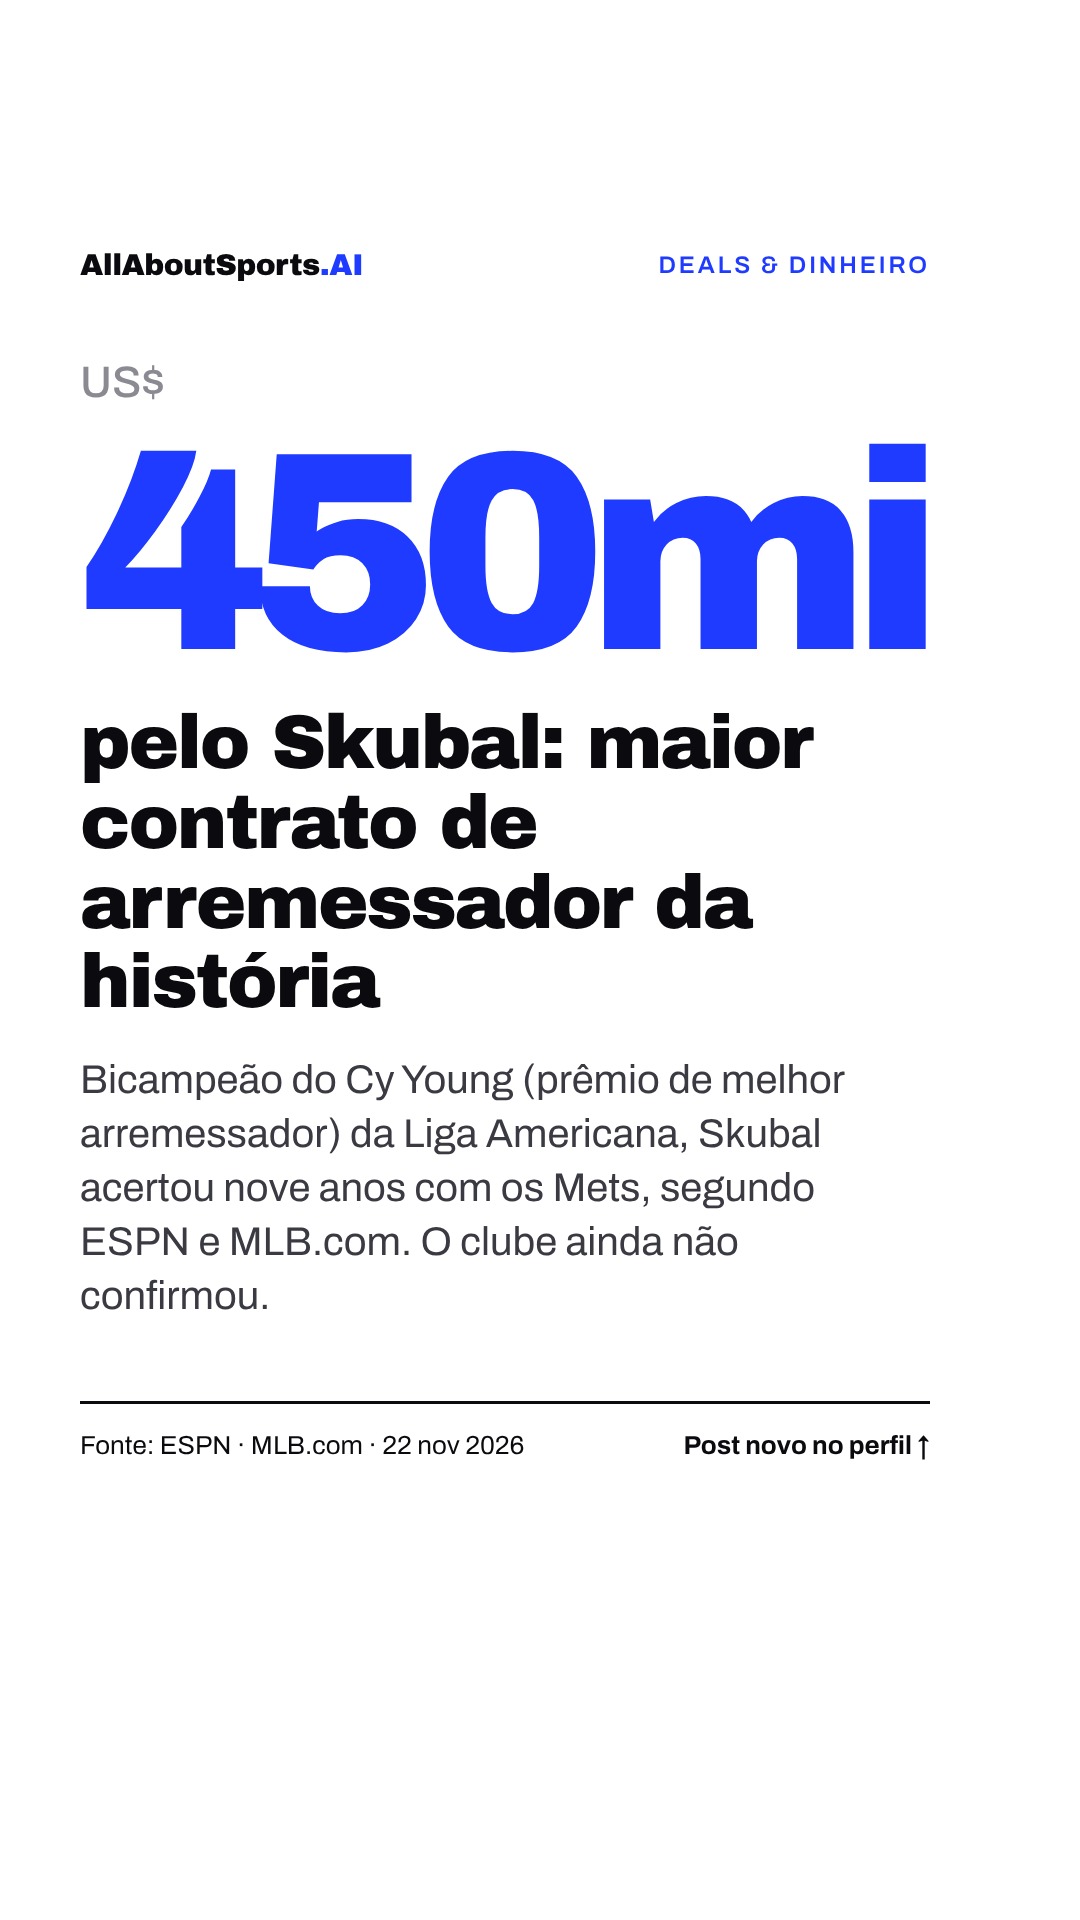 AllAboutSports.AI
DEALS & DINHEIRO
US$
450mi
pelo Skubal: maior
contrato de
arremessador da
história
Bicampeão do Cy Young (prêmio de melhor
arremessador) da Liga Americana, Skubal
acertou nove anos com os Mets, segundo
ESPN e MLB.com. O clube ainda não
confirmou.
Fonte: ESPN · MLB.com · 22 nov 2026
Post novo no perfil ↑